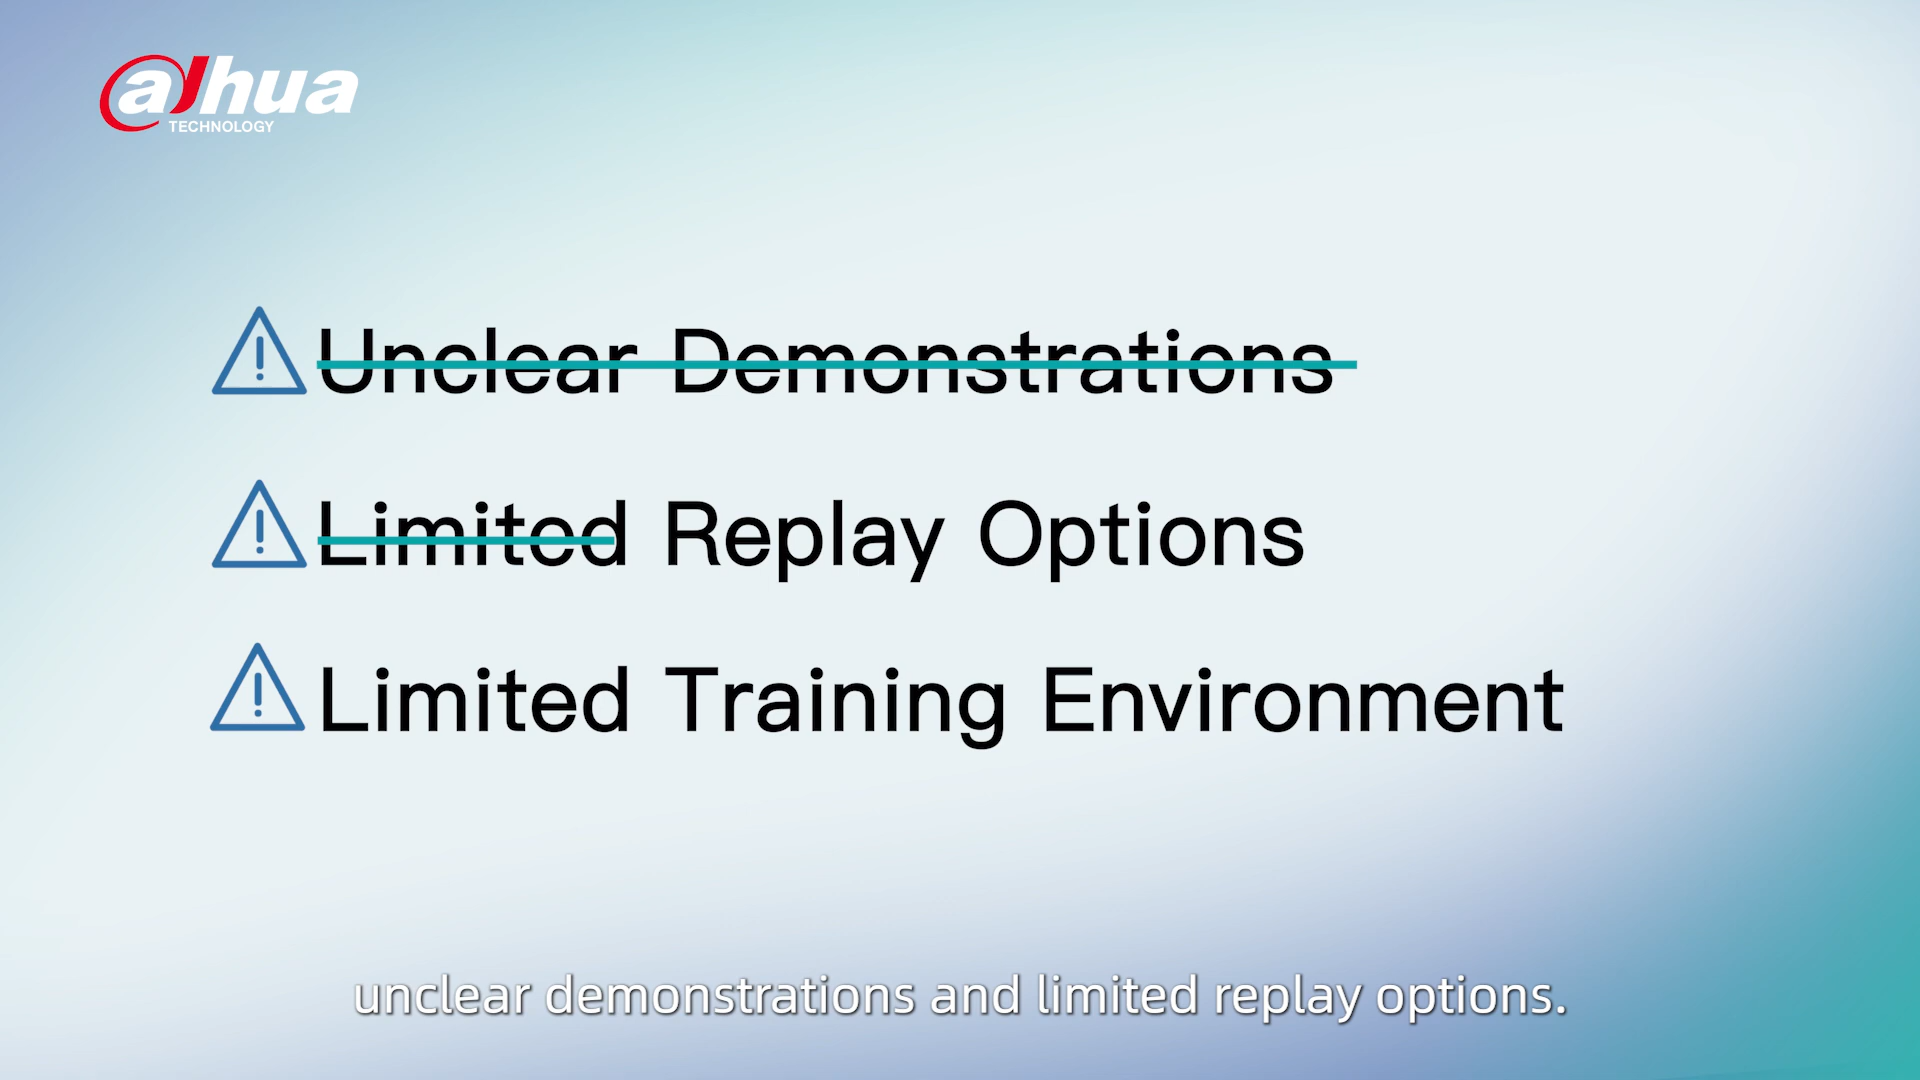 alhua
TECHNOLOGY
Unclear Demonstrations
Limited Replay Options
Limited Training Environment
unclear demonstrations and limited replay options.